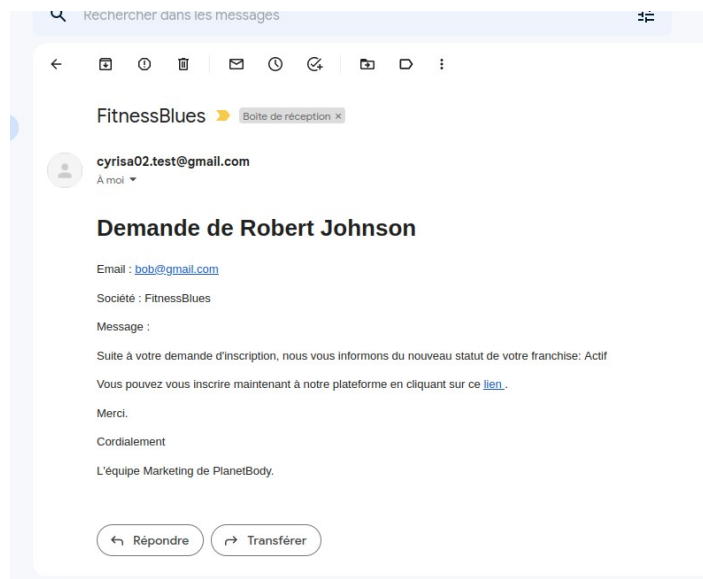 Rechercher dans les messages
FitnessBlues
Boîte de réception ×
cyrisa02.test@gmail.com
À moi
Demande de Robert Johnson
Email : bob@gmail.com
Société : FitnessBlues
Message :
Suite à votre demande d'inscription, nous vous informons du nouveau statut de votre franchise: Actif
Vous pouvez vous inscrire maintenant à notre plateforme en cliquant sur ce lien .
Merci.
Cordialement
L'équipe Marketing de PlanetBody.
Répondre
Transférer